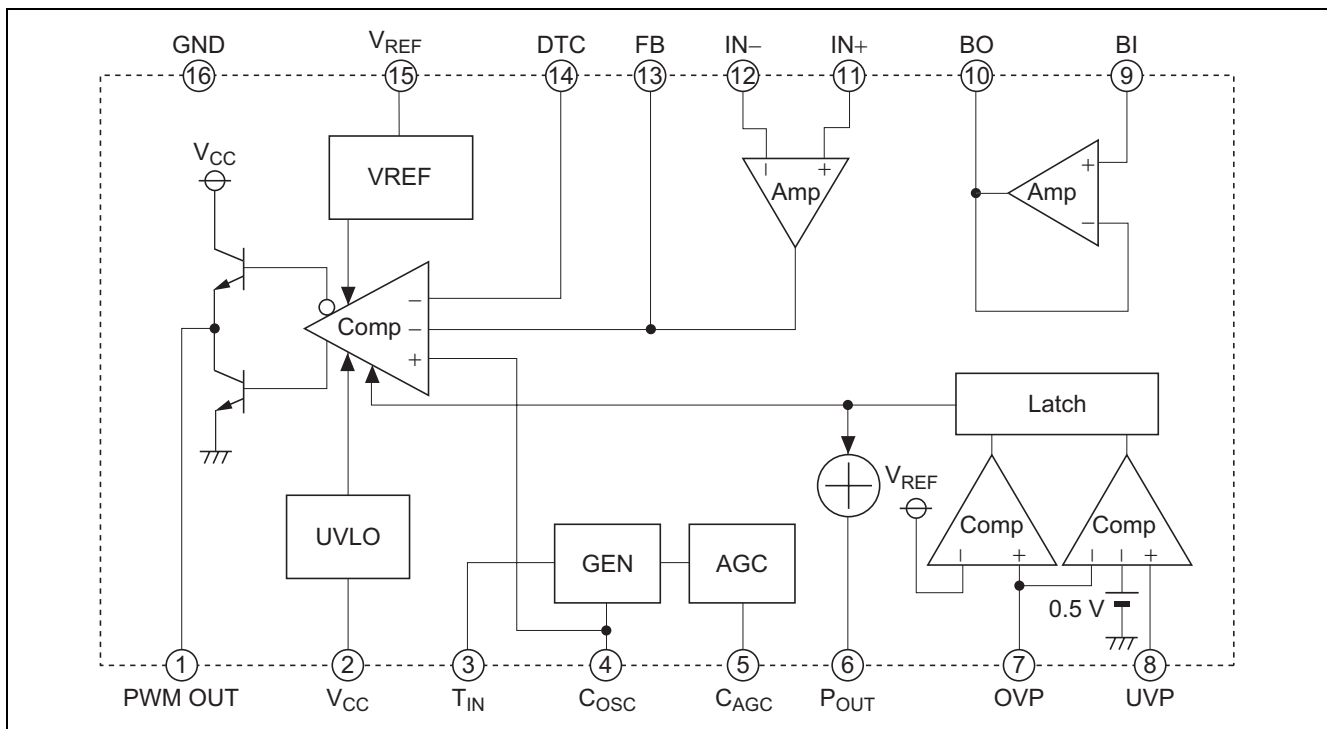 GND VREF DTC FB IN− IN+ BO BI
16 15 14 13 12 11 10 9
VCC
VREF
− +
Amp
+
Amp
−
−
Comp −
+
Latch
VREF
UVLO
GEN AGC
Comp Comp
− + − − +
0.5 V
1 2 3 4 5 6 7 8
PWM OUT VCC TIN COSC CAGC POUT OVP UVP